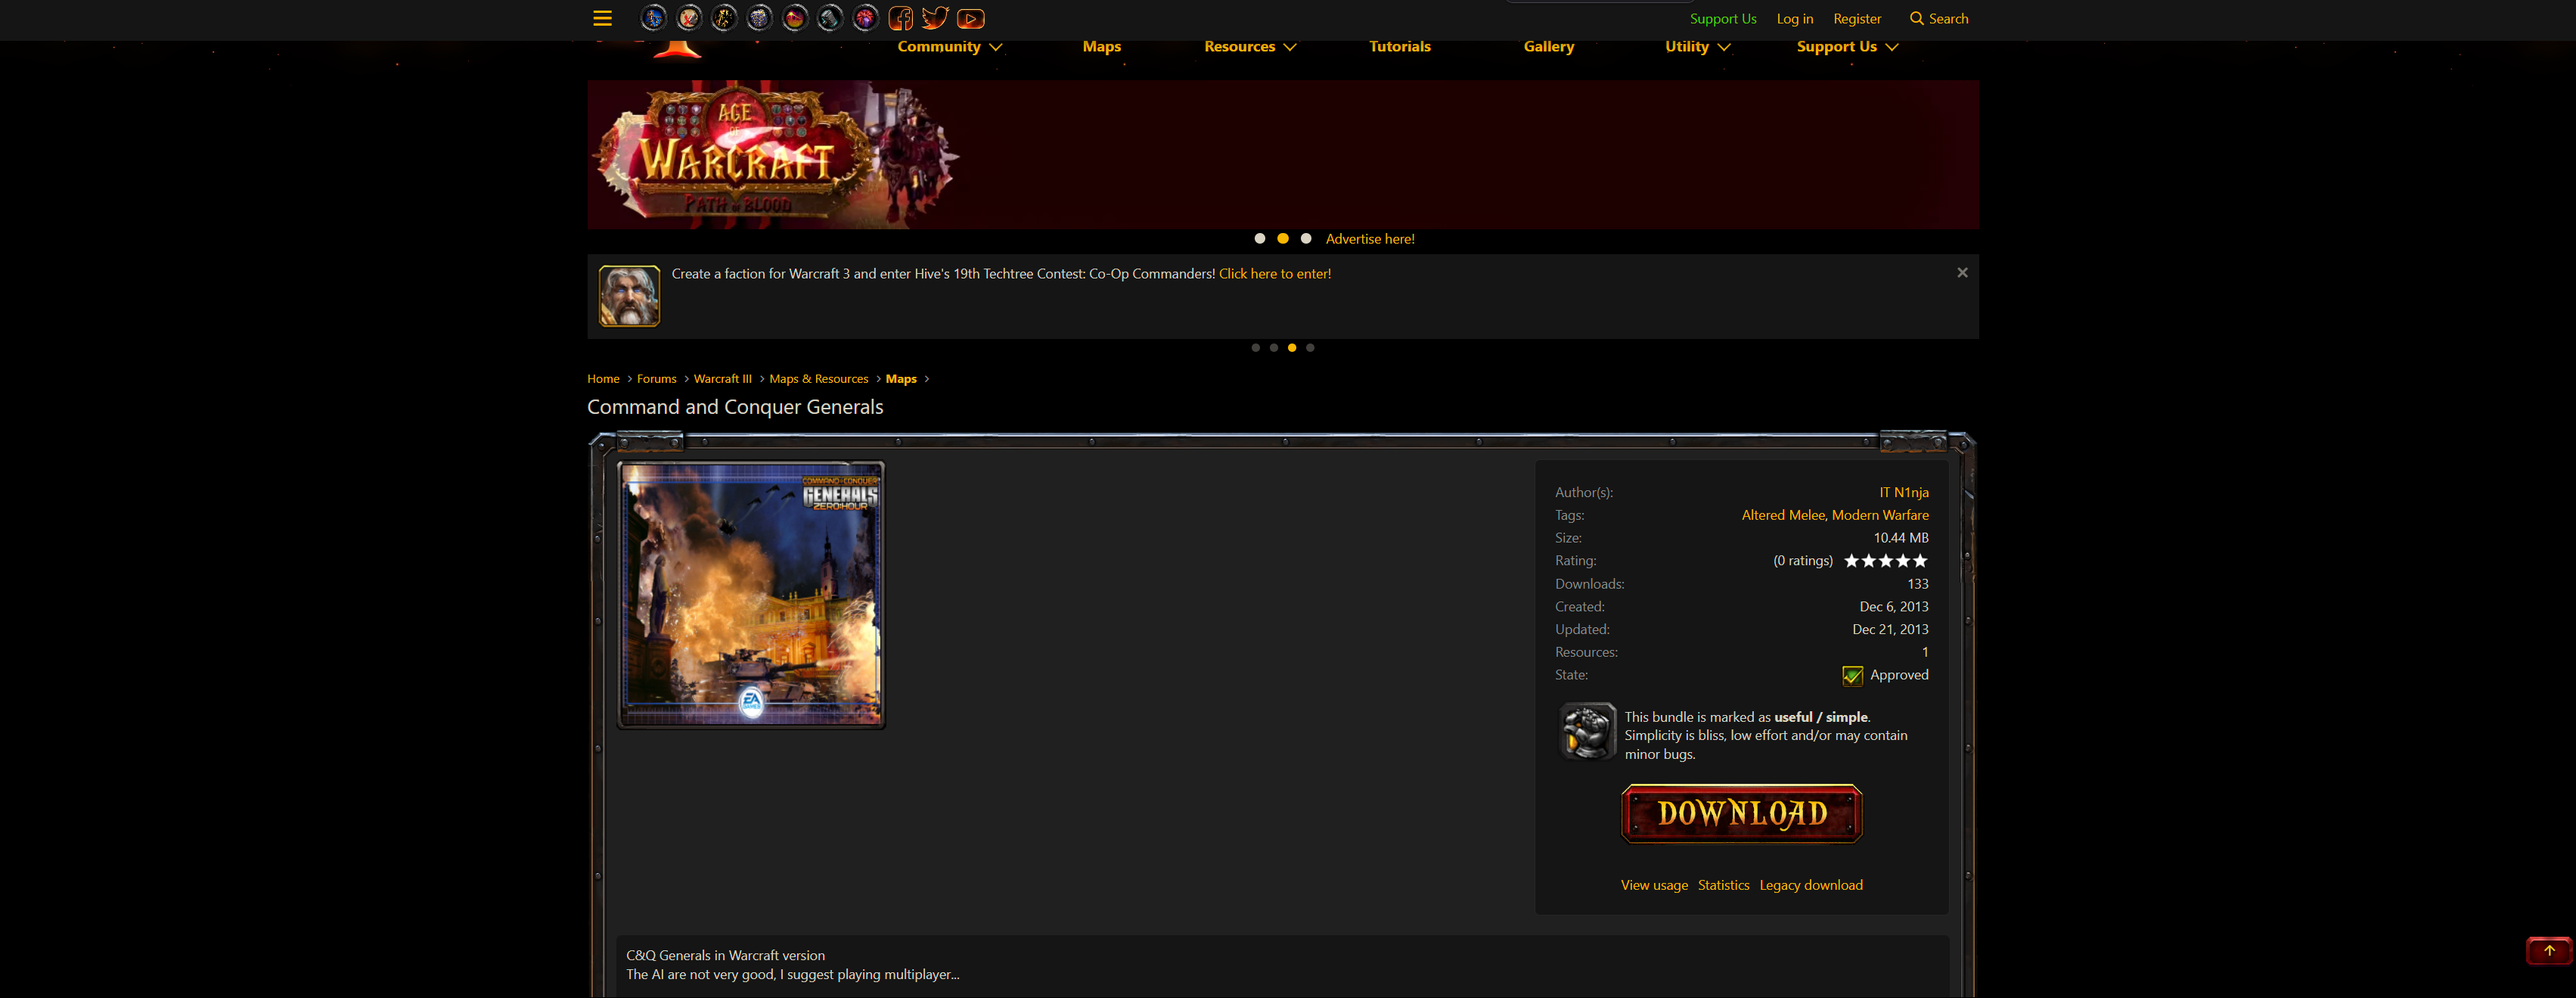 Support Us Log in Register Search
Community Maps Resources Tutorials Gallery Utility Support Us
AGE
OF
WARCRAFT
PATH of BLOOD
Advertise here!
Create a faction for Warcraft 3 and enter Hive's 19th Techtree Contest: Co-Op Commanders! Click here to enter!
Home > Forums > Warcraft III > Maps & Resources > Maps >
Command and Conquer Generals
COMMAND & CONQUER
GENERALS
ZERO:HOUR
EA
GAMES
Author(s): IT N1nja
Tags: Altered Melee, Modern Warfare
Size: 10.44 MB
Rating: (0 ratings)
Downloads: 133
Created: Dec 6, 2013
Updated: Dec 21, 2013
Resources: 1
State: Approved
This bundle is marked as useful / simple.
Simplicity is bliss, low effort and/or may contain
minor bugs.
DOWNLOAD
View usage Statistics Legacy download
C&Q Generals in Warcraft version
The AI are not very good, I suggest playing multiplayer...